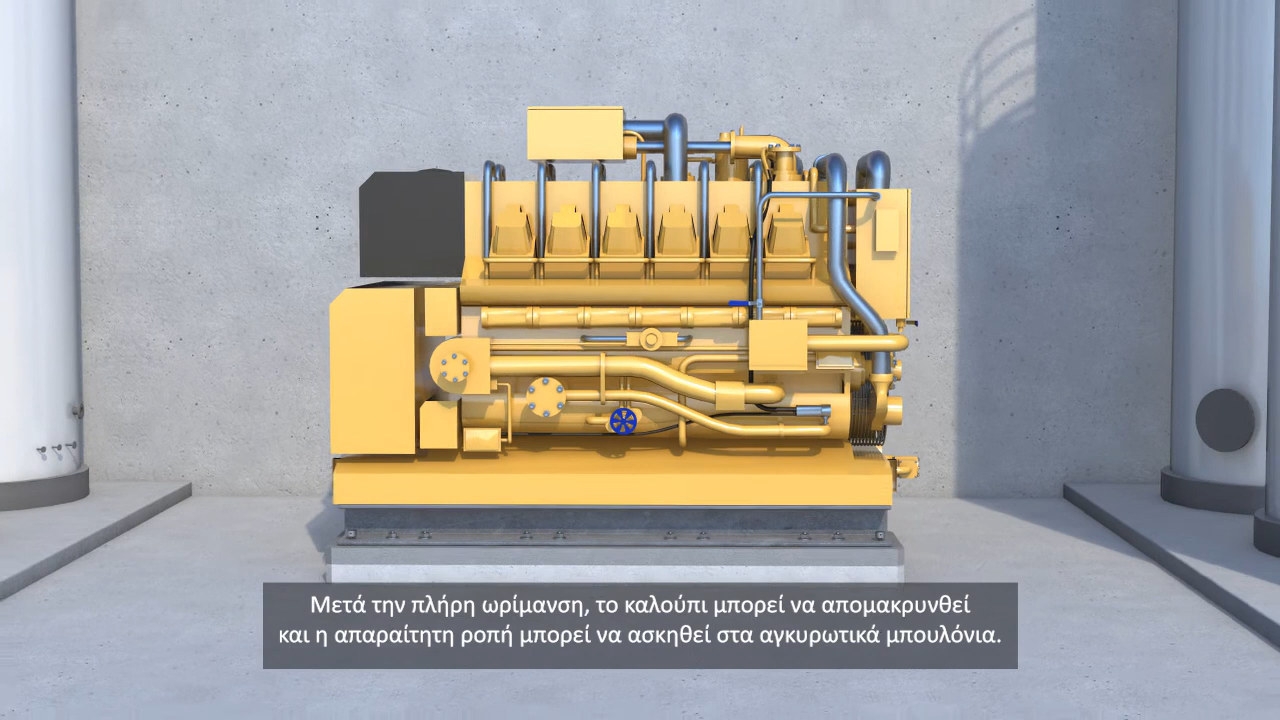 Μετά την πλήρη ωρίμανση, το καλούπι μπορεί να απομακρυνθεί
και η απαραίτητη ροπή μπορεί να ασκηθεί στα αγκυρωτικά μπουλόνια.